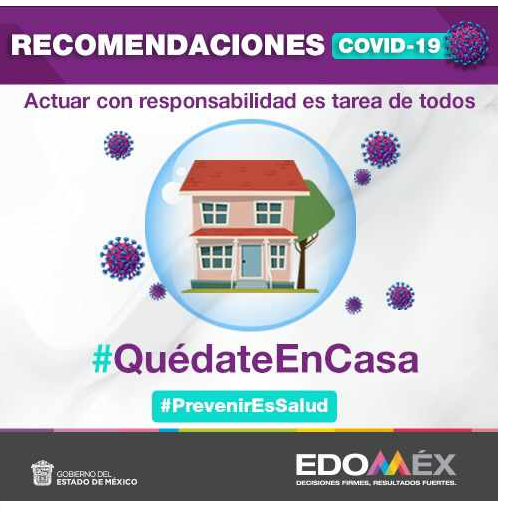 RECOMENDACIONES COVID-19
Actuar con responsabilidad es tarea de todos
#QuédateEnCasa
#PrevenirEsSalud
GOBIERNO DEL
ESTADO DE MÉXICO
EDOMÉX
DECISIONES FIRMES, RESULTADOS FUERTES.